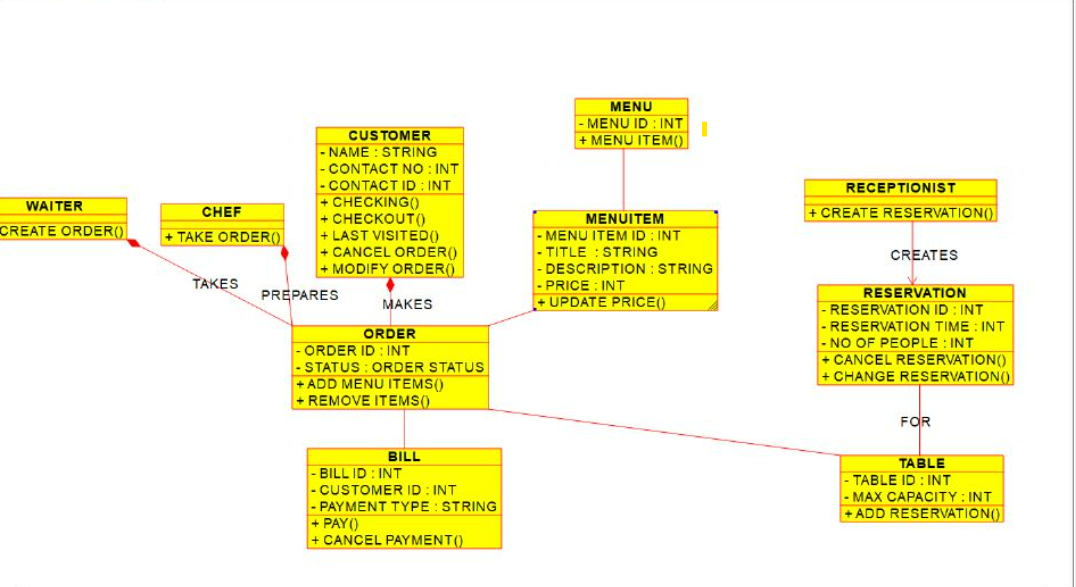 WAITER
CREATE ORDER()
CHEF
+ TAKE ORDER()
CUSTOMER
- NAME : STRING
- CONTACT NO : INT
- CONTACT ID : INT
+ CHECKING()
+ CHECKOUT()
+ LAST VISITED()
+ CANCEL ORDER()
+ MODIFY ORDER()
MENU
- MENU ID : INT
+ MENU ITEM()
MENUITEM
- MENU ITEM ID : INT
- TITLE : STRING
- DESCRIPTION : STRING
- PRICE : INT
+ UPDATE PRICE()
RECEPTIONIST
+ CREATE RESERVATION()
CREATES
RESERVATION
- RESERVATION ID : INT
- RESERVATION TIME : INT
- NO OF PEOPLE : INT
+ CANCEL RESERVATION()
+ CHANGE RESERVATION()
TAKES
PREPARES
MAKES
ORDER
- ORDER ID : INT
- STATUS : ORDER STATUS
+ ADD MENU ITEMS()
+ REMOVE ITEMS()
FOR
BILL
- BILL ID : INT
- CUSTOMER ID : INT
- PAYMENT TYPE : STRING
+ PAY()
+ CANCEL PAYMENT()
TABLE
- TABLE ID : INT
- MAX CAPACITY : INT
+ ADD RESERVATION()